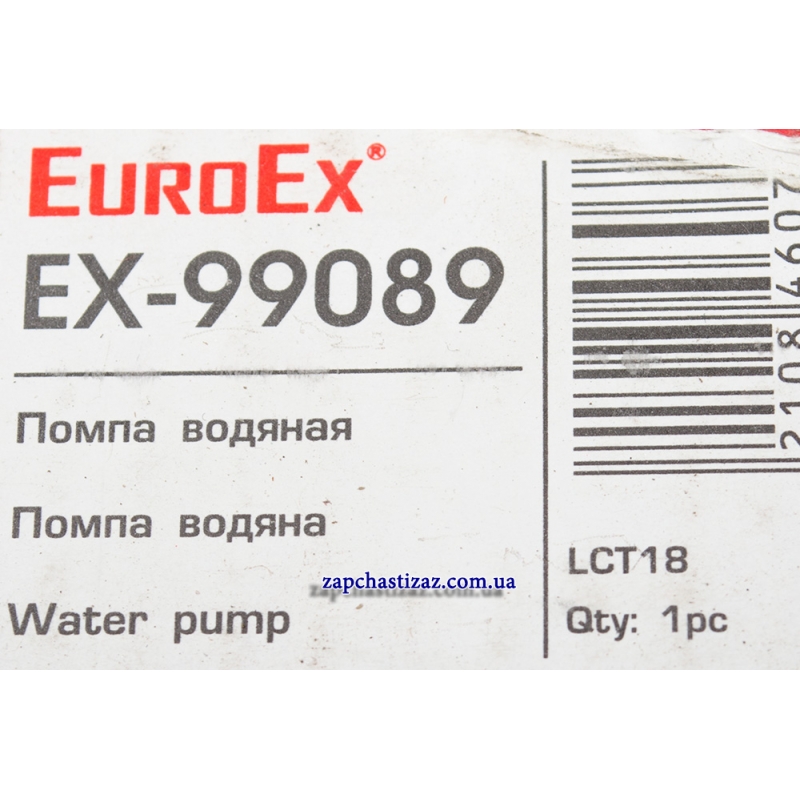 EUROEX®
EX-99089
Помпа водяная
Помпа водяна
Water pump
2108 4607
LCT18
Qty: 1pc
zapchastizaz.com.ua